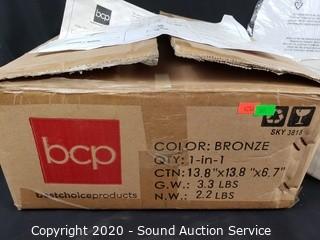 bcp
bestchoiceproducts
COLOR: BRONZE
QTY: 1-in-1
CTN: 13.8"x13.8"x6.7"
G.W.: 3.3 LBS
N.W.: 2.2 LBS
SKY 3818
Copyright 2020 - Sound Auction Service